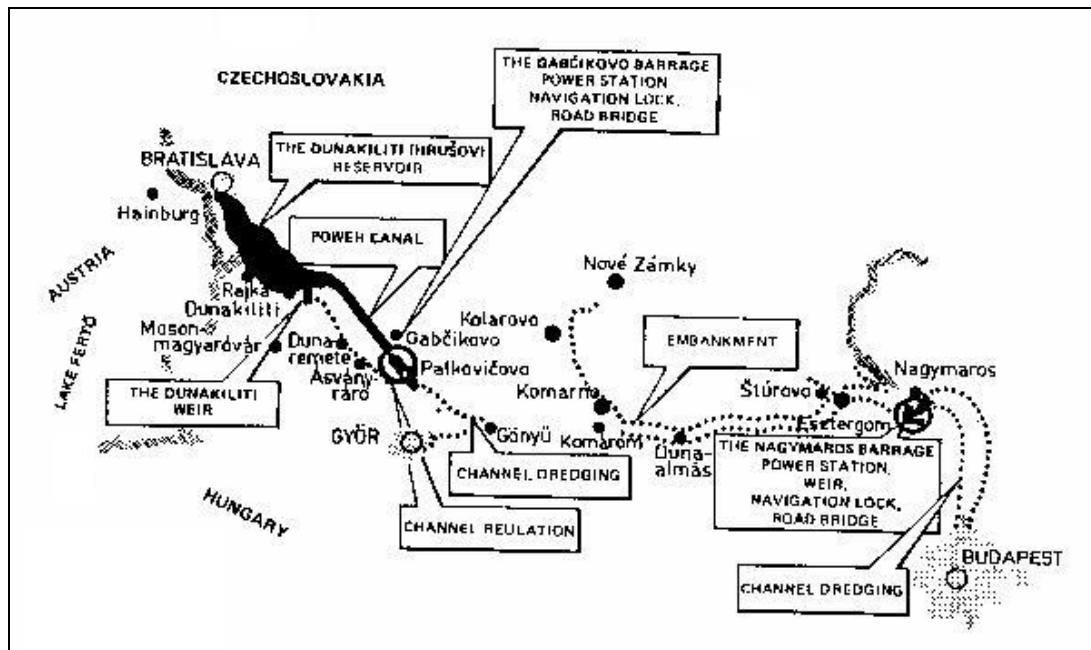 THE GABČIKOVO BARRAGE
POWER STATION
NAVIGATION LOCK,
ROAD BRIDGE
CZECHOSLOVAKIA
THE DUNAKILITI (HRUŠOV)
RESERVOIR
BRATISLAVA
Hainburg
POWER CANAL
AUSTRIA
LAKE FERTŐ
Rajka
Dunakiliti
Moson-
magyaróvár
Duna-
remete
Ásvány-
ráró
Gabčikovo
Palkovičovo
THE DUNAKILITI
WEIR
GYŐR
Gönyü
CHANNEL DREDGING
CHANNEL REULATION
HUNGARY
Nové Zámky
Kolarovo
EMBANKMENT
Komarno
Komarom
Duna-
almás
Štúrovo
Esztergom
Nagymaros
THE NAGYMAROS BARRAGE
POWER STATION,
WEIR,
NAVIGATION LOCK,
ROAD BRIDGE
BUDAPEST
CHANNEL DREDGING